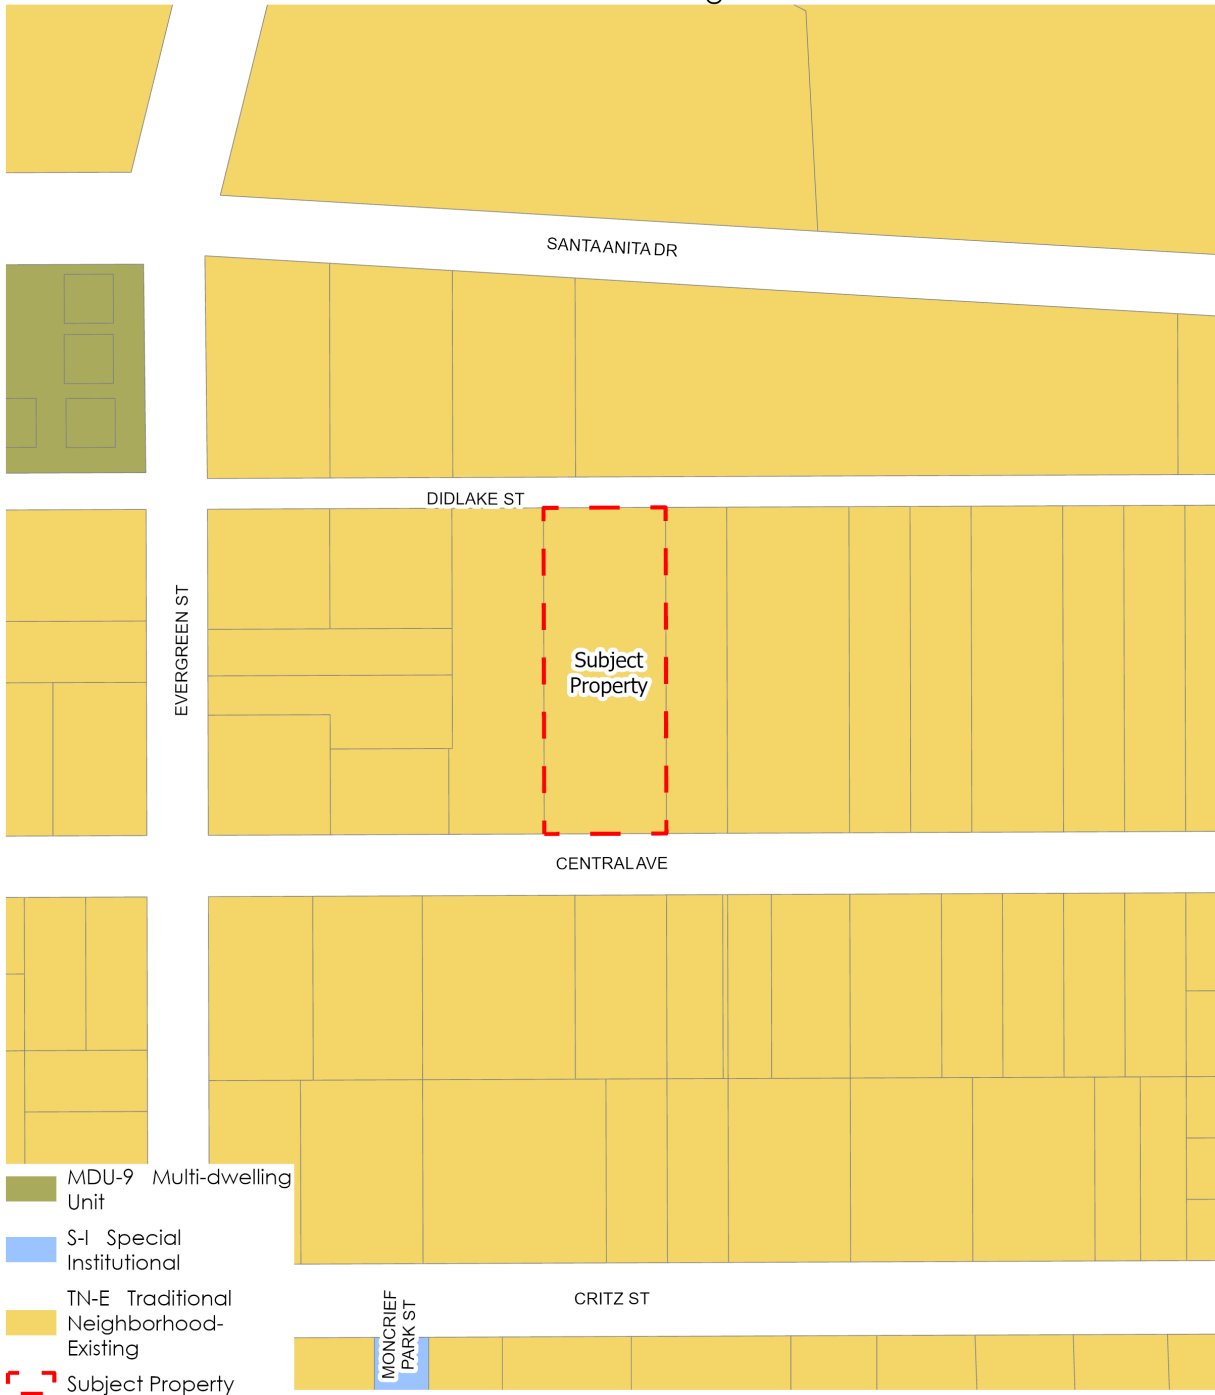 SANTA ANITA DR
DIDLAKE ST
EVERGREEN ST
Subject
Property
CENTRAL AVE
MDU-9 Multi-dwelling
Unit
S-I Special
Institutional
TN-E Traditional
Neighborhood-
Existing
Subject Property
MONCRIEF
PARK ST
CRITZ ST